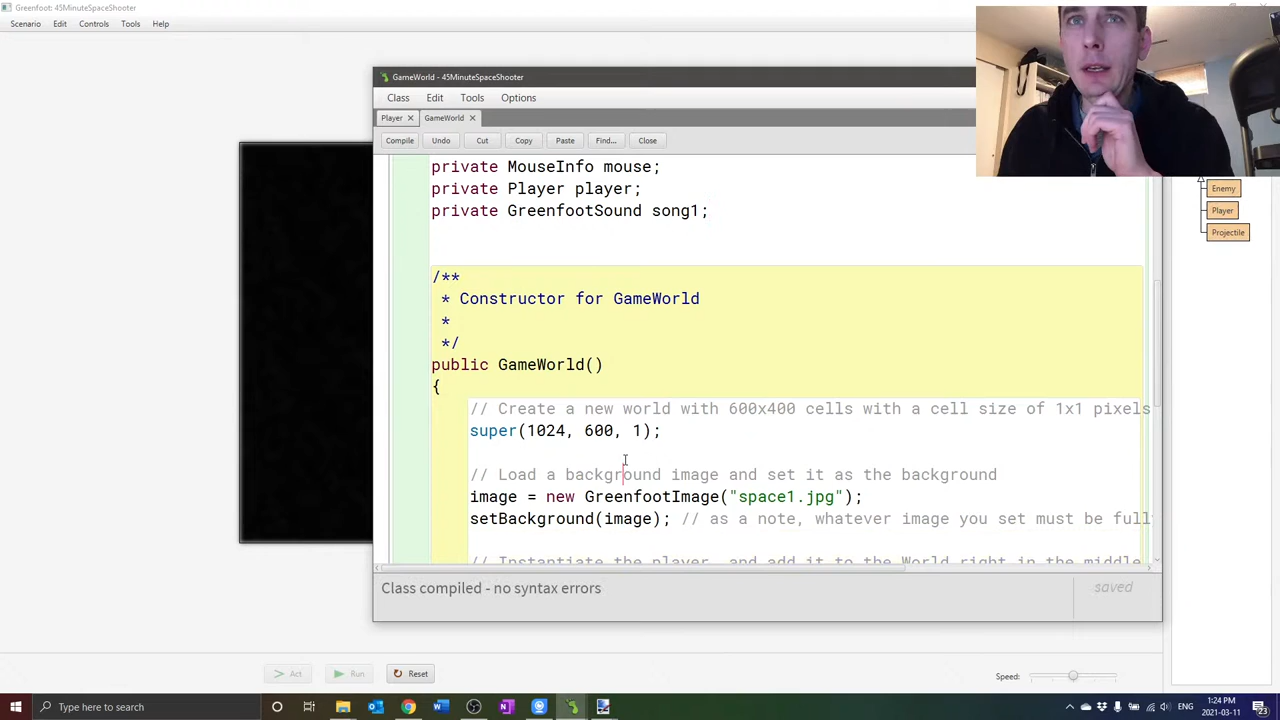 Greenfoot: 45MinuteSpaceShooter
Scenario Edit Controls Tools Help
GameWorld - 45MinuteSpaceShooter
Class Edit Tools Options
Player GameWorld
Compile Undo Cut Copy Paste Find... Close
private MouseInfo mouse;
private Player player;
private GreenfootSound song1;
/**
* Constructor for GameWorld
*
*/
public GameWorld()
{
// Create a new world with 600x400 cells with a cell size of 1x1 pixels
super(1024, 600, 1);
// Load a background image and set it as the background
image = new GreenfootImage("space1.jpg");
setBackground(image); // as a note, whatever image you set must be full
// Instantiate the player, and add it to the World right in the middle
Class compiled - no syntax errors
saved
Enemy
Player
Projectile
Act Run Reset
Speed:
Type here to search
ENG
1:24 PM
2021-03-11
23